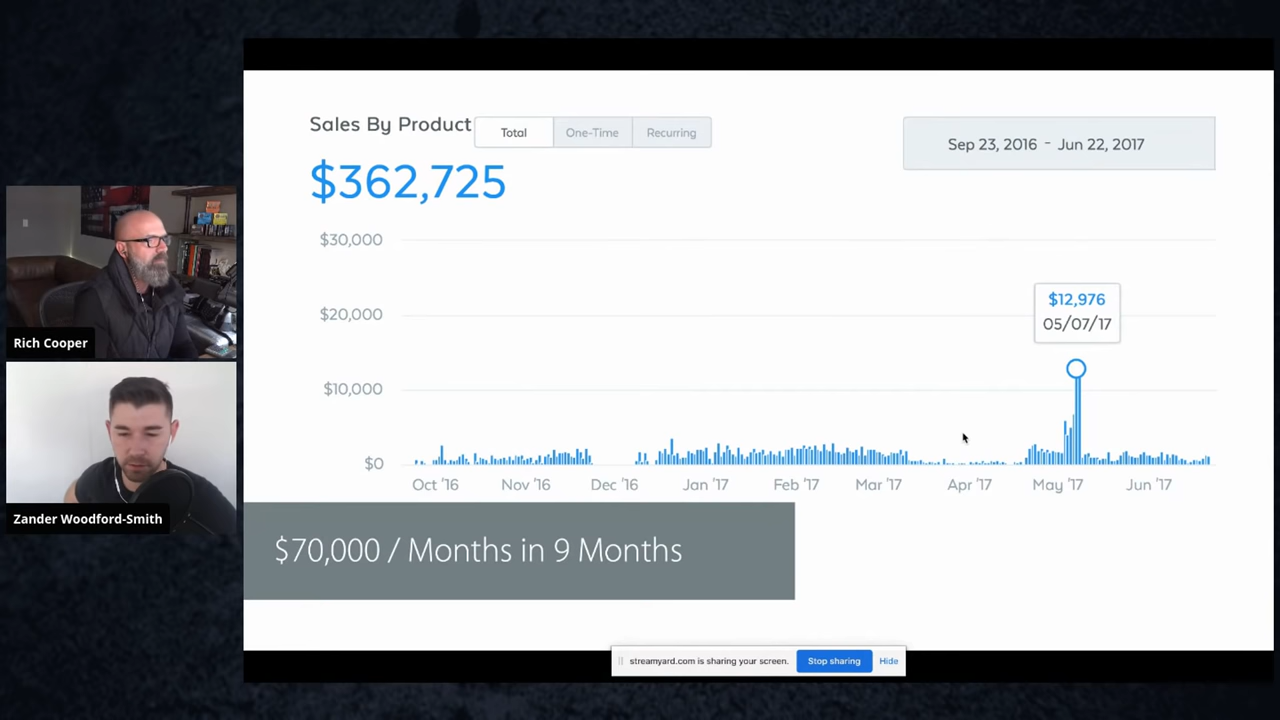 Sales By Product
Total
One-Time
Recurring
Sep 23, 2016 - Jun 22, 2017
$362,725
$30,000
$20,000
$10,000
$0
$12,976
05/07/17
Oct '16
Nov '16
Dec '16
Jan '17
Feb '17
Mar '17
Apr '17
May '17
Jun '17
$70,000 / Months in 9 Months
Rich Cooper
Zander Woodford-Smith
streamyard.com is sharing your screen.
Stop sharing
Hide